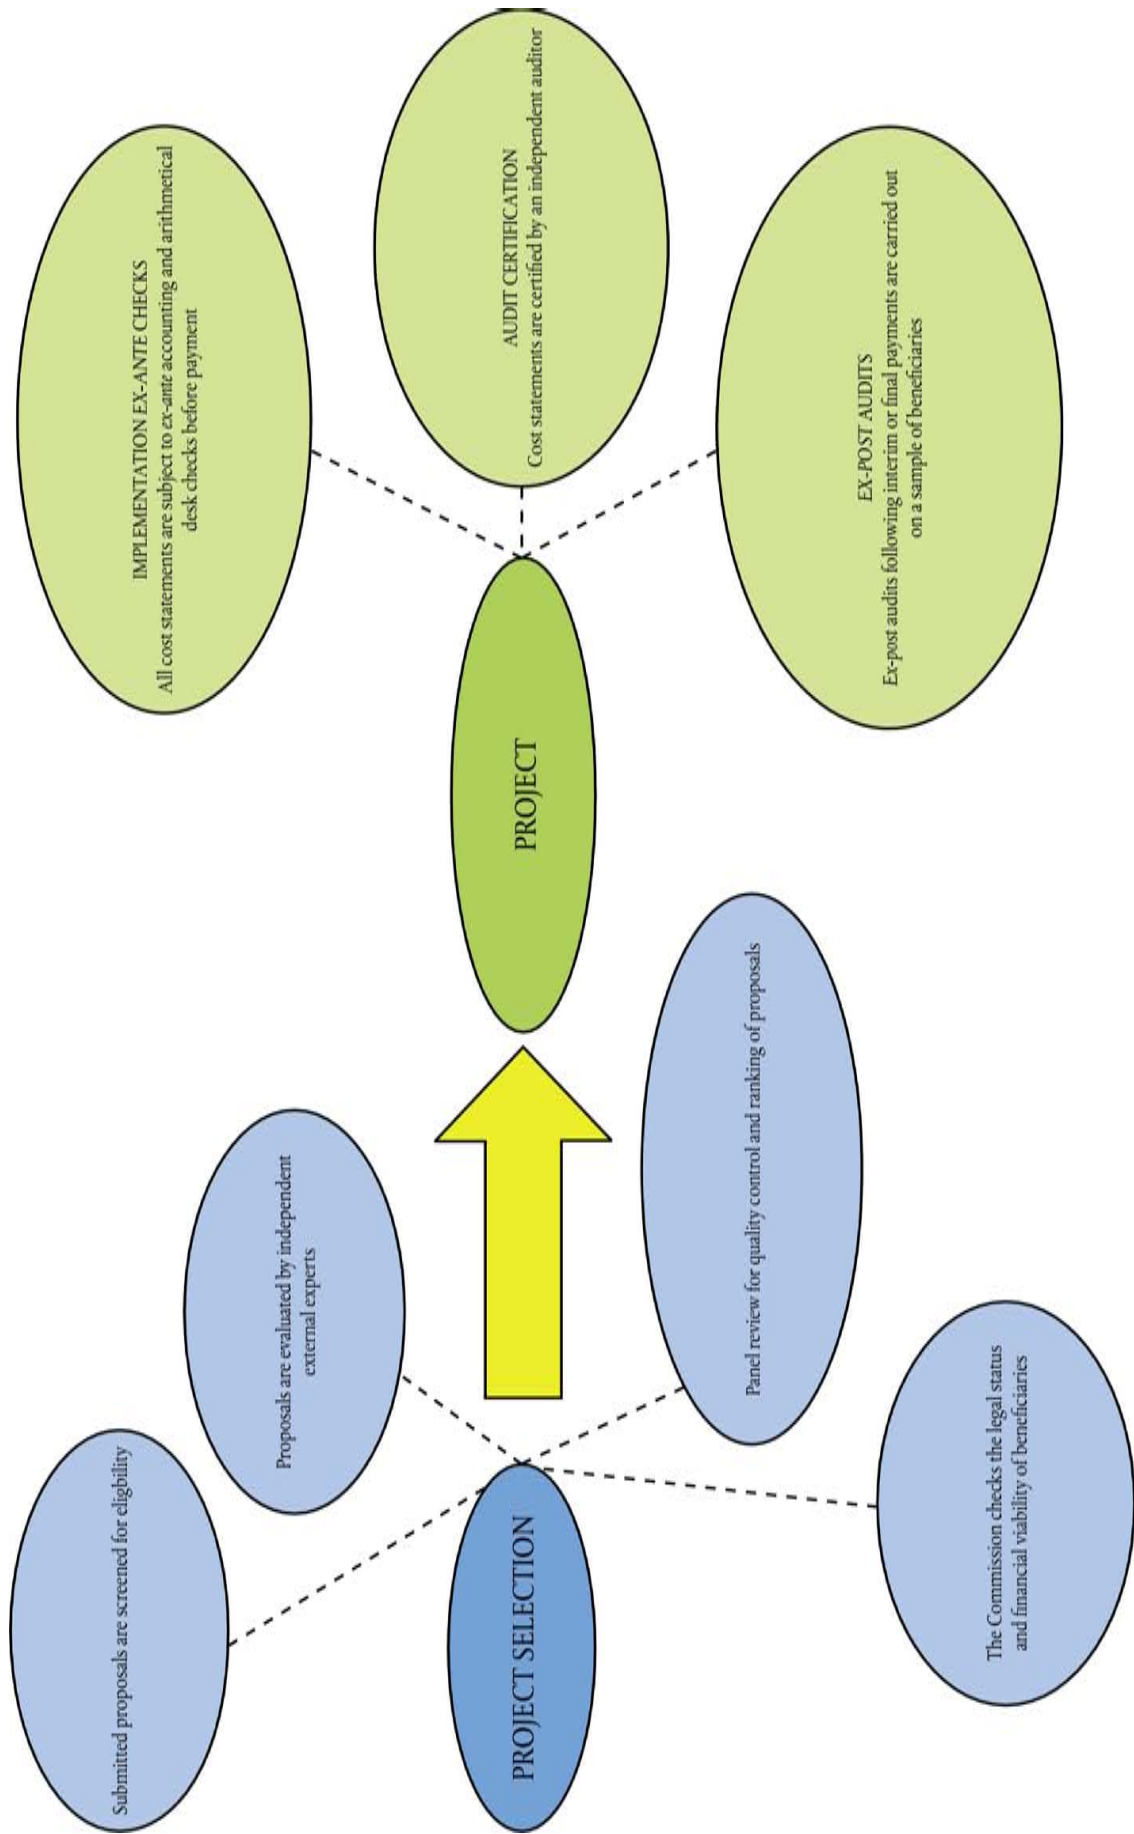 Submitted proposals are screened for eligbility
Proposals are evaluated by independent
external experts
PROJECT SELECTION
Panel review for quality control and ranking of proposals
The Commission checks the legal status
and financial viability of beneficiaries
PROJECT
IMPLEMENTATION EX-ANTE CHECKS
All cost statements are subject to ex-ante accounting and arithmetical
desk checks before payment
AUDIT CERTIFICATION
Cost statements are certified by an independent auditor
EX-POST AUDITS
Ex-post audits following interim or final payments are carried out
on a sample of beneficiaries